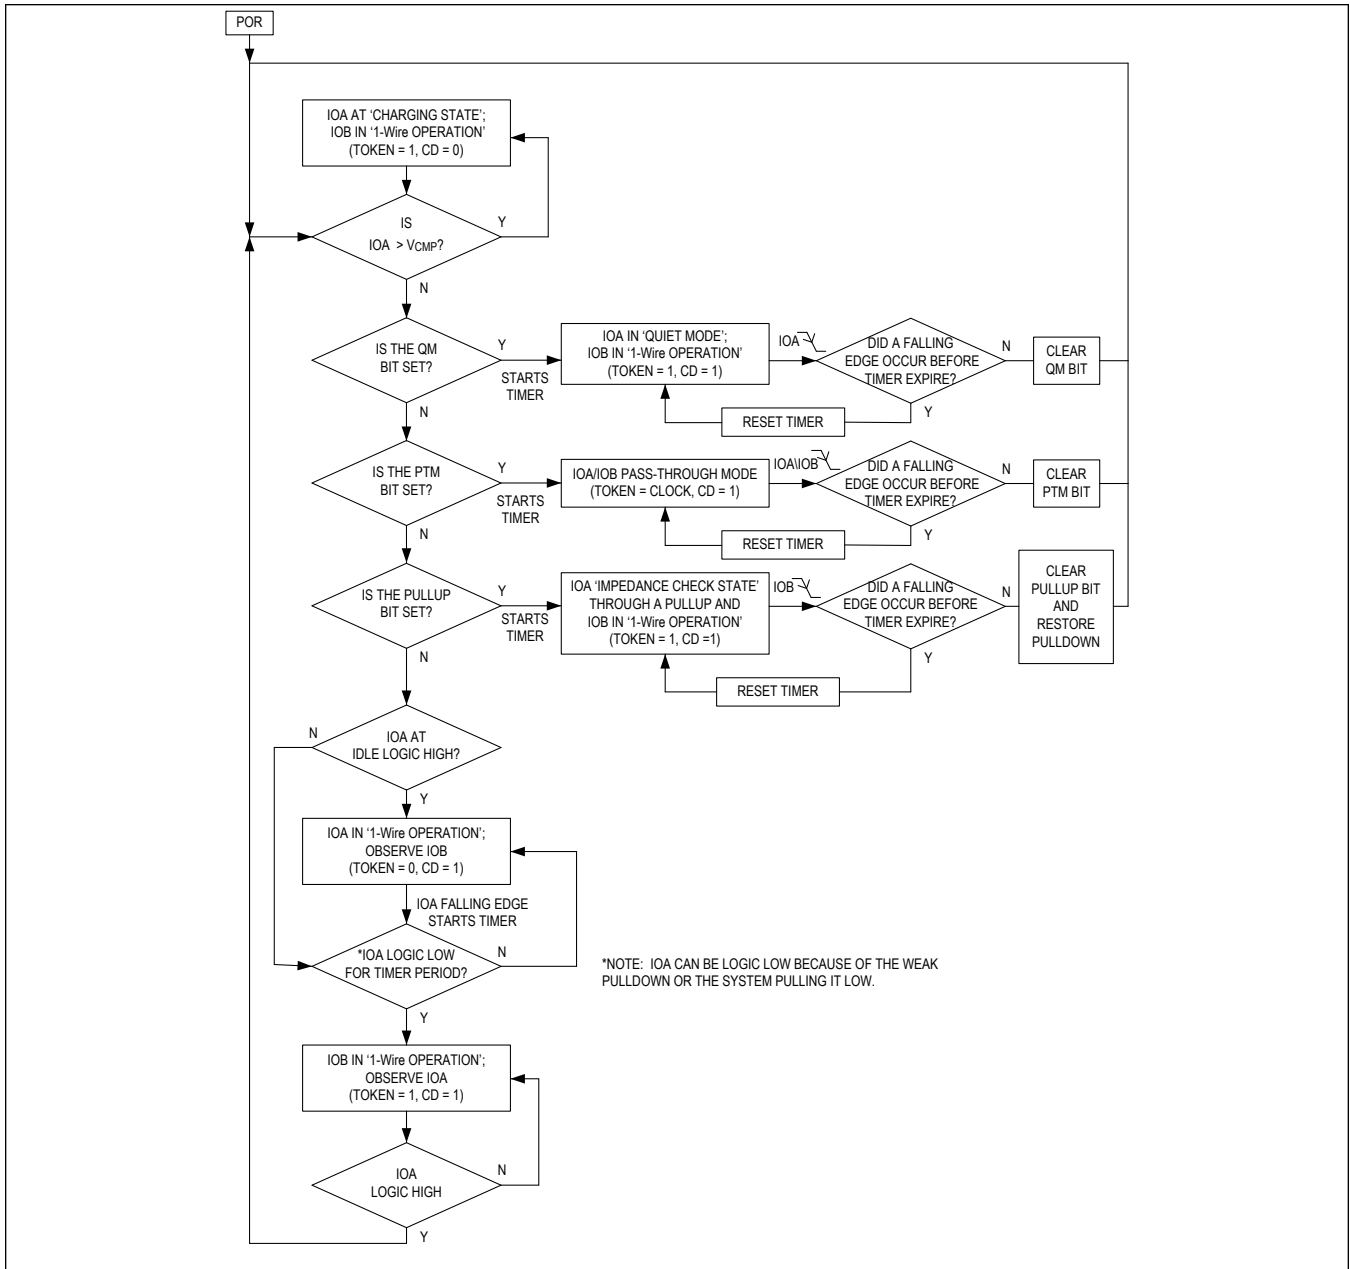 POR
IOA AT ‘CHARGING STATE’;
IOB IN ‘1-Wire OPERATION’
(TOKEN = 1, CD = 0)
IS
IOA > VCMP?
Y
N
IS THE QM
BIT SET?
Y
STARTS
TIMER
N
IOA IN ‘QUIET MODE’;
IOB IN ‘1-Wire OPERATION’
(TOKEN = 1, CD = 1)
IOA
DID A FALLING
EDGE OCCUR BEFORE
TIMER EXPIRE?
N
Y
CLEAR
QM BIT
RESET TIMER
IS THE PTM
BIT SET?
Y
STARTS
TIMER
N
IOA/IOB PASS-THROUGH MODE
(TOKEN = CLOCK, CD = 1)
IOA\IOB
DID A FALLING
EDGE OCCUR BEFORE
TIMER EXPIRE?
N
Y
CLEAR
PTM BIT
RESET TIMER
IS THE PULLUP
BIT SET?
Y
STARTS
TIMER
N
IOA ‘IMPEDANCE CHECK STATE’
THROUGH A PULLUP AND
IOB IN ‘1-Wire OPERATION’
(TOKEN = 1, CD =1)
IOB
DID A FALLING
EDGE OCCUR BEFORE
TIMER EXPIRE?
N
Y
CLEAR
PULLUP BIT
AND
RESTORE
PULLDOWN
RESET TIMER
IOA AT
IDLE LOGIC HIGH?
N
Y
IOA IN ‘1-Wire OPERATION’;
OBSERVE IOB
(TOKEN = 0, CD = 1)
IOA FALLING EDGE
STARTS TIMER
*IOA LOGIC LOW
FOR TIMER PERIOD?
N
Y
*NOTE: IOA CAN BE LOGIC LOW BECAUSE OF THE WEAK
PULLDOWN OR THE SYSTEM PULLING IT LOW.
IOB IN ‘1-Wire OPERATION’;
OBSERVE IOA
(TOKEN = 1, CD = 1)
IOA
LOGIC HIGH
N
Y